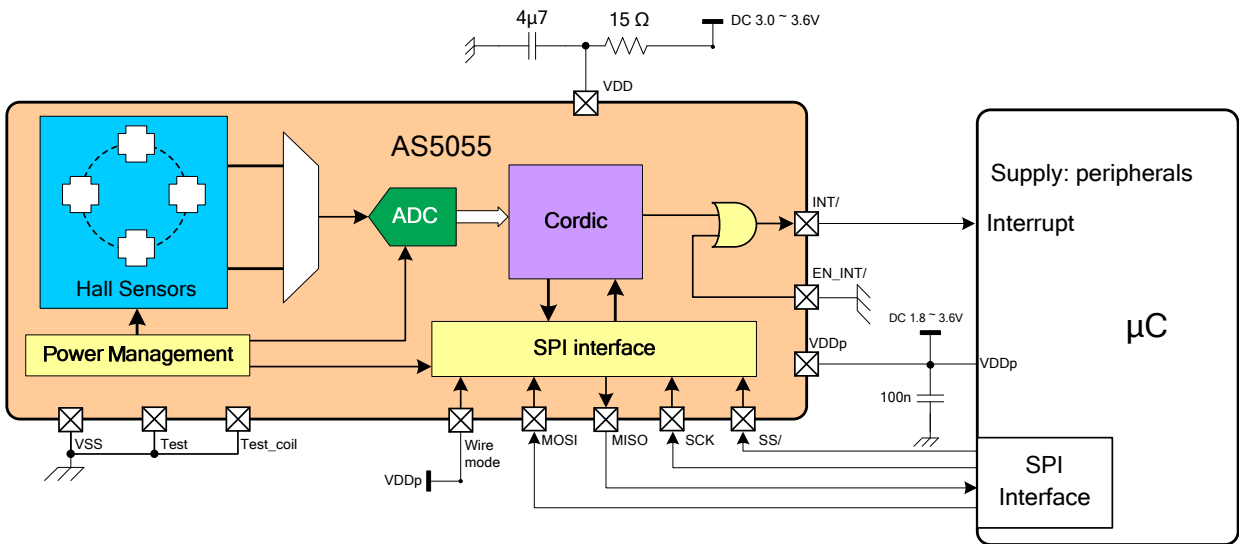 4µ7
15 Ω
DC 3.0 ~ 3.6V
VDD
AS5055
Hall Sensors
ADC
Cordic
Power Management
SPI interface
INT/
EN_INT/
VDDp
DC 1.8 ~ 3.6V
100n
VDDp
Supply: peripherals
Interrupt
µC
SPI
Interface
VSS
Test
Test_coil
Wire
mode
VDDp
MOSI
MISO
SCK
SS/